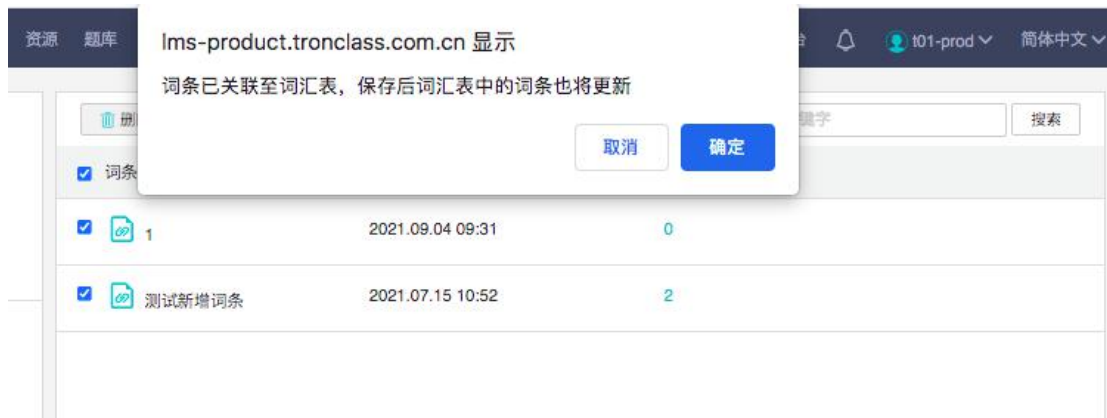 资源 题库 t01-prod 简体中文
lms-product.tronclass.com.cn 显示
词条已关联至词汇表，保存后词汇表中的词条也将更新
取消 确定
搜索
词条
1 2021.09.04 09:31 0
测试新增词条 2021.07.15 10:52 2